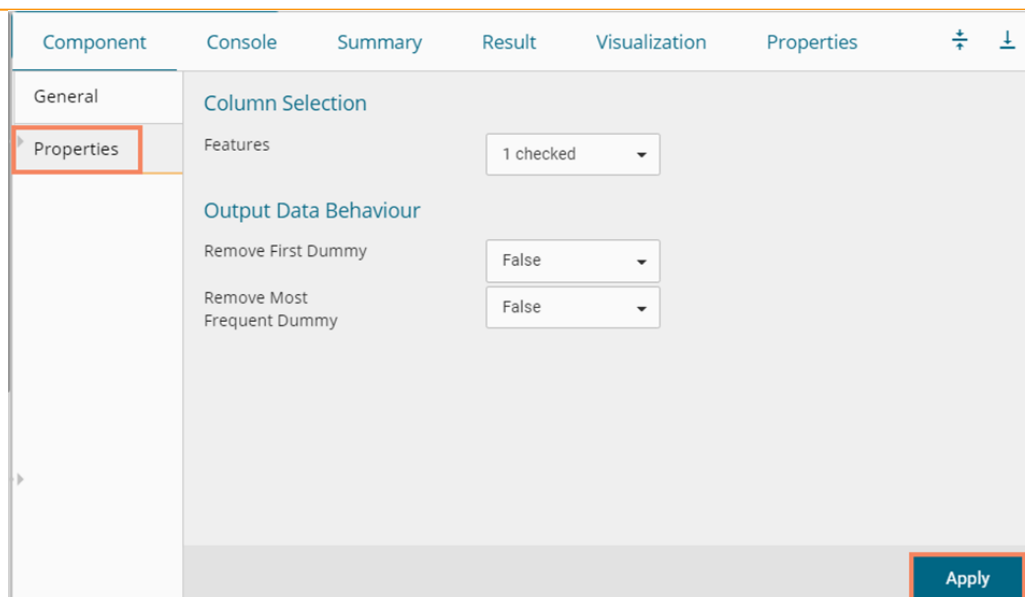 Component Console Summary Result Visualization Properties
General
Properties
Column Selection
Features 1 checked
Output Data Behaviour
Remove First Dummy False
Remove Most
Frequent Dummy False
Apply